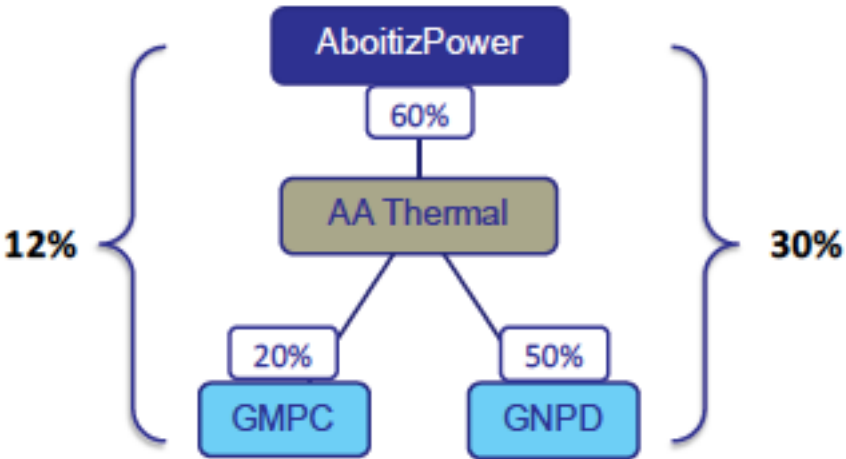 AboitizPower
60%
AA Thermal
12%
30%
20%
50%
GMPC
GNPD